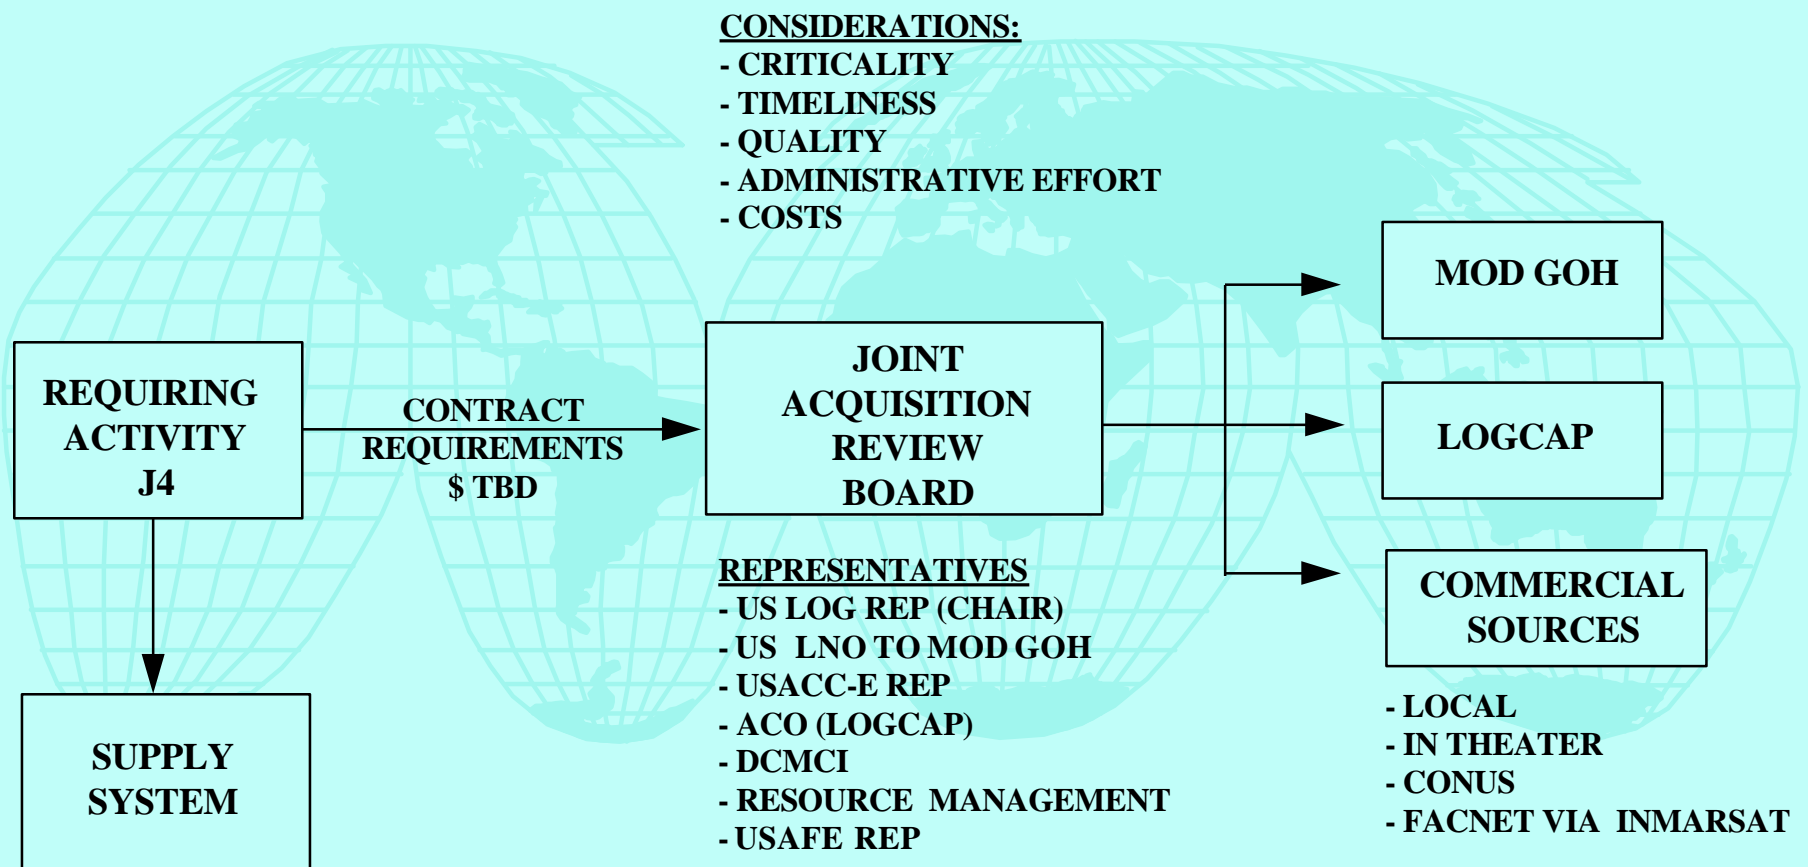 CONSIDERATIONS:
- CRITICALITY
- TIMELINESS
- QUALITY
- ADMINISTRATIVE EFFORT
- COSTS
REQUIRING
ACTIVITY
J4
CONTRACT
REQUIREMENTS
$ TBD
JOINT
ACQUISITION
REVIEW
BOARD
MOD GOH
LOGCAP
COMMERCIAL
SOURCES
- LOCAL
- IN THEATER
- CONUS
- FACNET VIA INMARSAT
REPRESENTATIVES
- US LOG REP (CHAIR)
- US LNO TO MOD GOH
- USACC-E REP
- ACO (LOGCAP)
- DCMCI
- RESOURCE MANAGEMENT
- USAFE REP
SUPPLY
SYSTEM